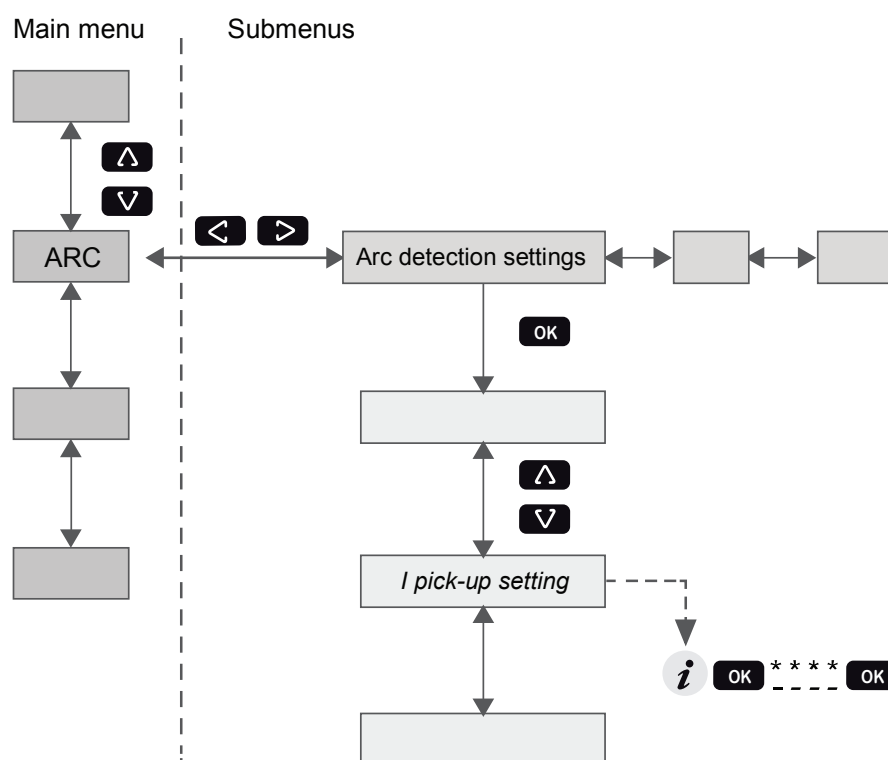 Main menu
Submenus
ARC
Arc detection settings
OK
I pick-up setting
i OK **** OK